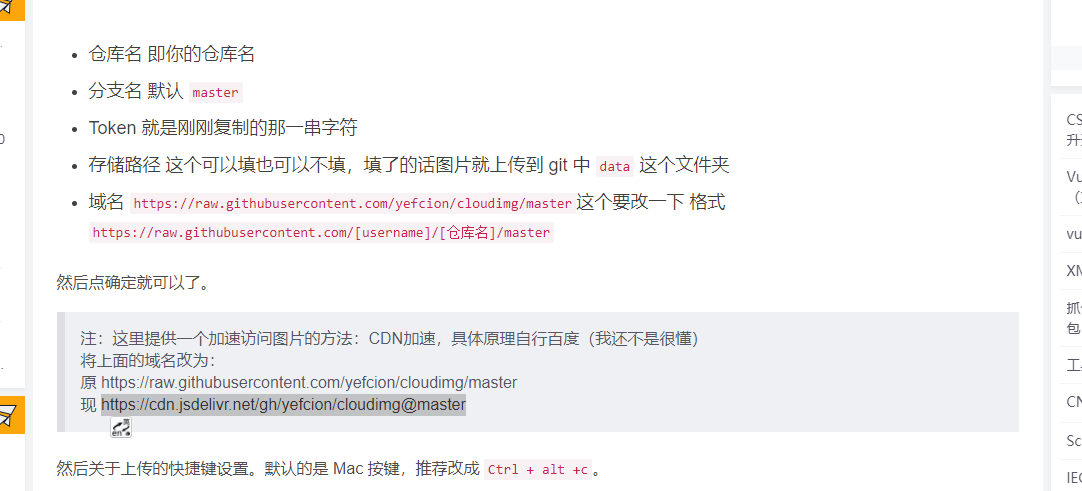 仓库名 即你的仓库名
分支名 默认 master
Token 就是刚刚复制的那一串字符
存储路径 这个可以填也可以不填，填了的话图片就上传到 git 中 data 这个文件夹
域名 https://raw.githubusercontent.com/yefcion/cloudimg/master 这个要改一下 格式
https://raw.githubusercontent.com/[username]/[仓库名]/master
然后点确定就可以了。
注：这里提供一个加速访问图片的方法：CDN加速，具体原理自行百度（我还不是很懂）
将上面的域名改为：
原 https://raw.githubusercontent.com/yefcion/cloudimg/master
现 https://cdn.jsdelivr.net/gh/yefcion/cloudimg@master
en
然后关于上传的快捷键设置。默认的是 Mac 按键，推荐改成 Ctrl + alt +c 。
CS
升
Vu
vu
XM
抓
包
工
CN
Sc
IEC